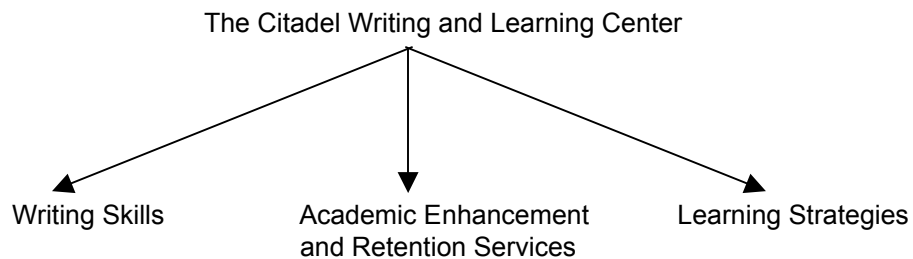 The Citadel Writing and Learning Center
Writing Skills
Academic Enhancement
and Retention Services
Learning Strategies